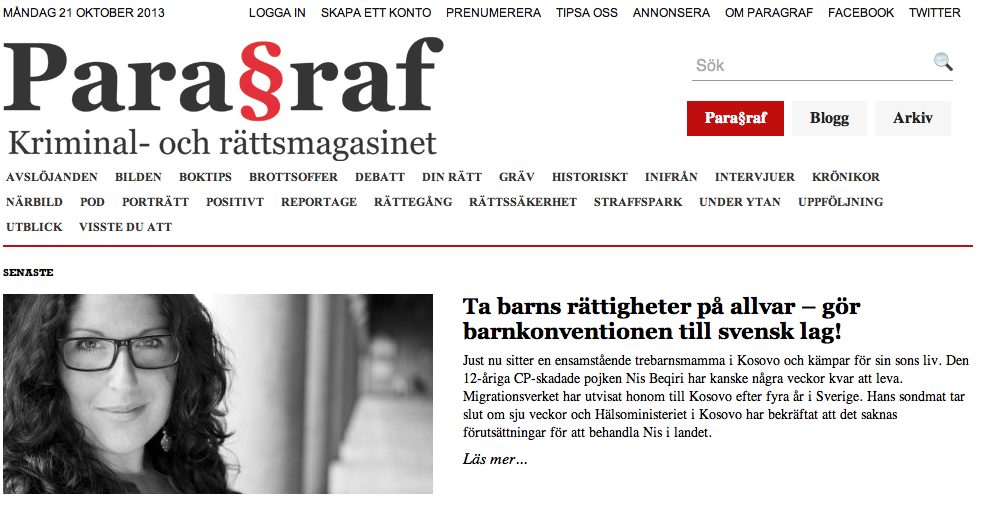 MÅNDAG 21 OKTOBER 2013 LOGGA IN SKAPA ETT KONTO PRENUMERERA TIPSA OSS ANNONSERA OM PARAGRAF FACEBOOK TWITTER
Para§raf
Kriminal- och rättsmagasinet
Sök
Para§raf Blogg Arkiv
AVSLÖJANDEN BILDEN BOKTIPS BROTTSOFFER DEBATT DIN RÄTT GRÄV HISTORISKT INIFRÅN INTERVJUER KRÖNIKOR
NÄRBILD POD PORTRÄTT POSITIVT REPORTAGE RÄTTEGÅNG RÄTTSSÄKERHET STRAFFSPARK UNDER YTAN UPPFÖLJNING
UTBLICK VISSTE DU ATT
SENASTE
Ta barns rättigheter på allvar – gör
barnkonventionen till svensk lag!
Just nu sitter en ensamstående trebarnsmamma i Kosovo och kämpar för sin sons liv. Den
12-åriga CP-skadade pojken Nis Beqiri har kanske några veckor kvar att leva.
Migrationsverket har utvisat honom till Kosovo efter fyra år i Sverige. Hans sondmat tar
slut om sju veckor och Hälsoministeriet i Kosovo har bekräftat att det saknas
förutsättningar för att behandla Nis i landet.
Läs mer...